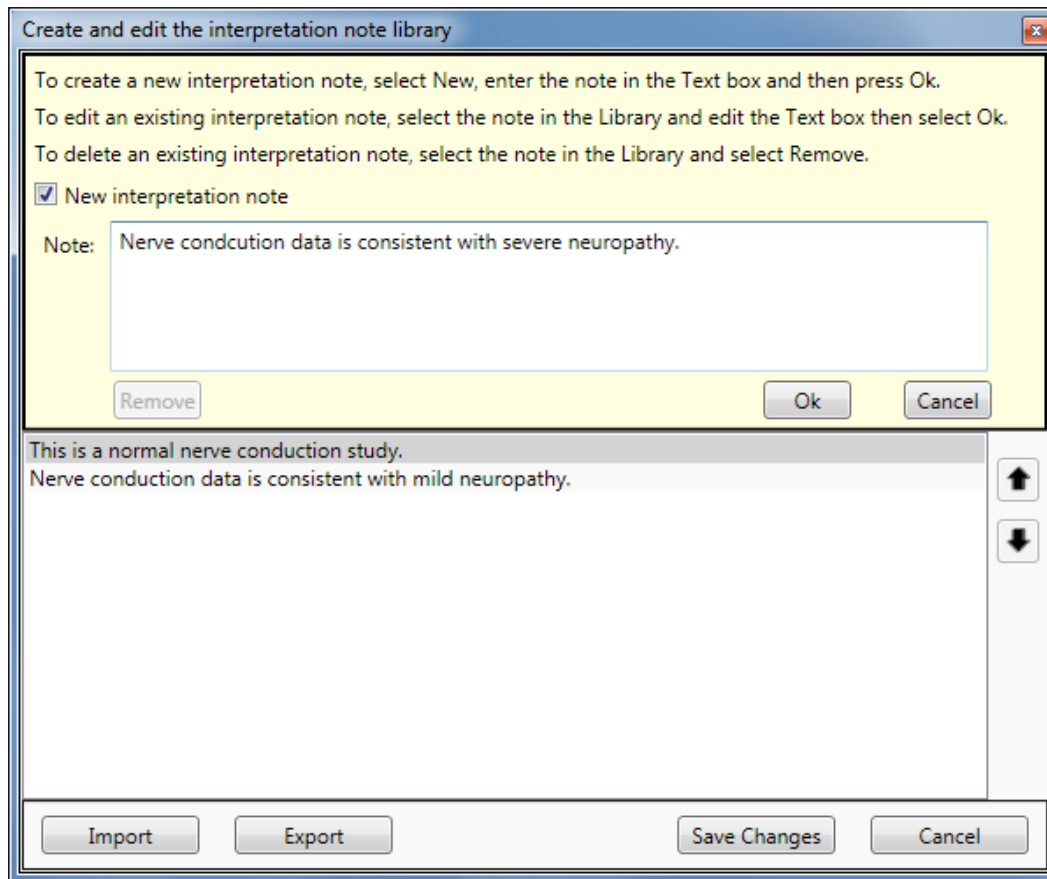 Create and edit the interpretation note library
To create a new interpretation note, select New, enter the note in the Text box and then press Ok.
To edit an existing interpretation note, select the note in the Library and edit the Text box then select Ok.
To delete an existing interpretation note, select the note in the Library and select Remove.
New interpretation note
Note: Nerve condcution data is consistent with severe neuropathy.
Remove Ok Cancel
This is a normal nerve conduction study.
Nerve conduction data is consistent with mild neuropathy.
Import Export Save Changes Cancel